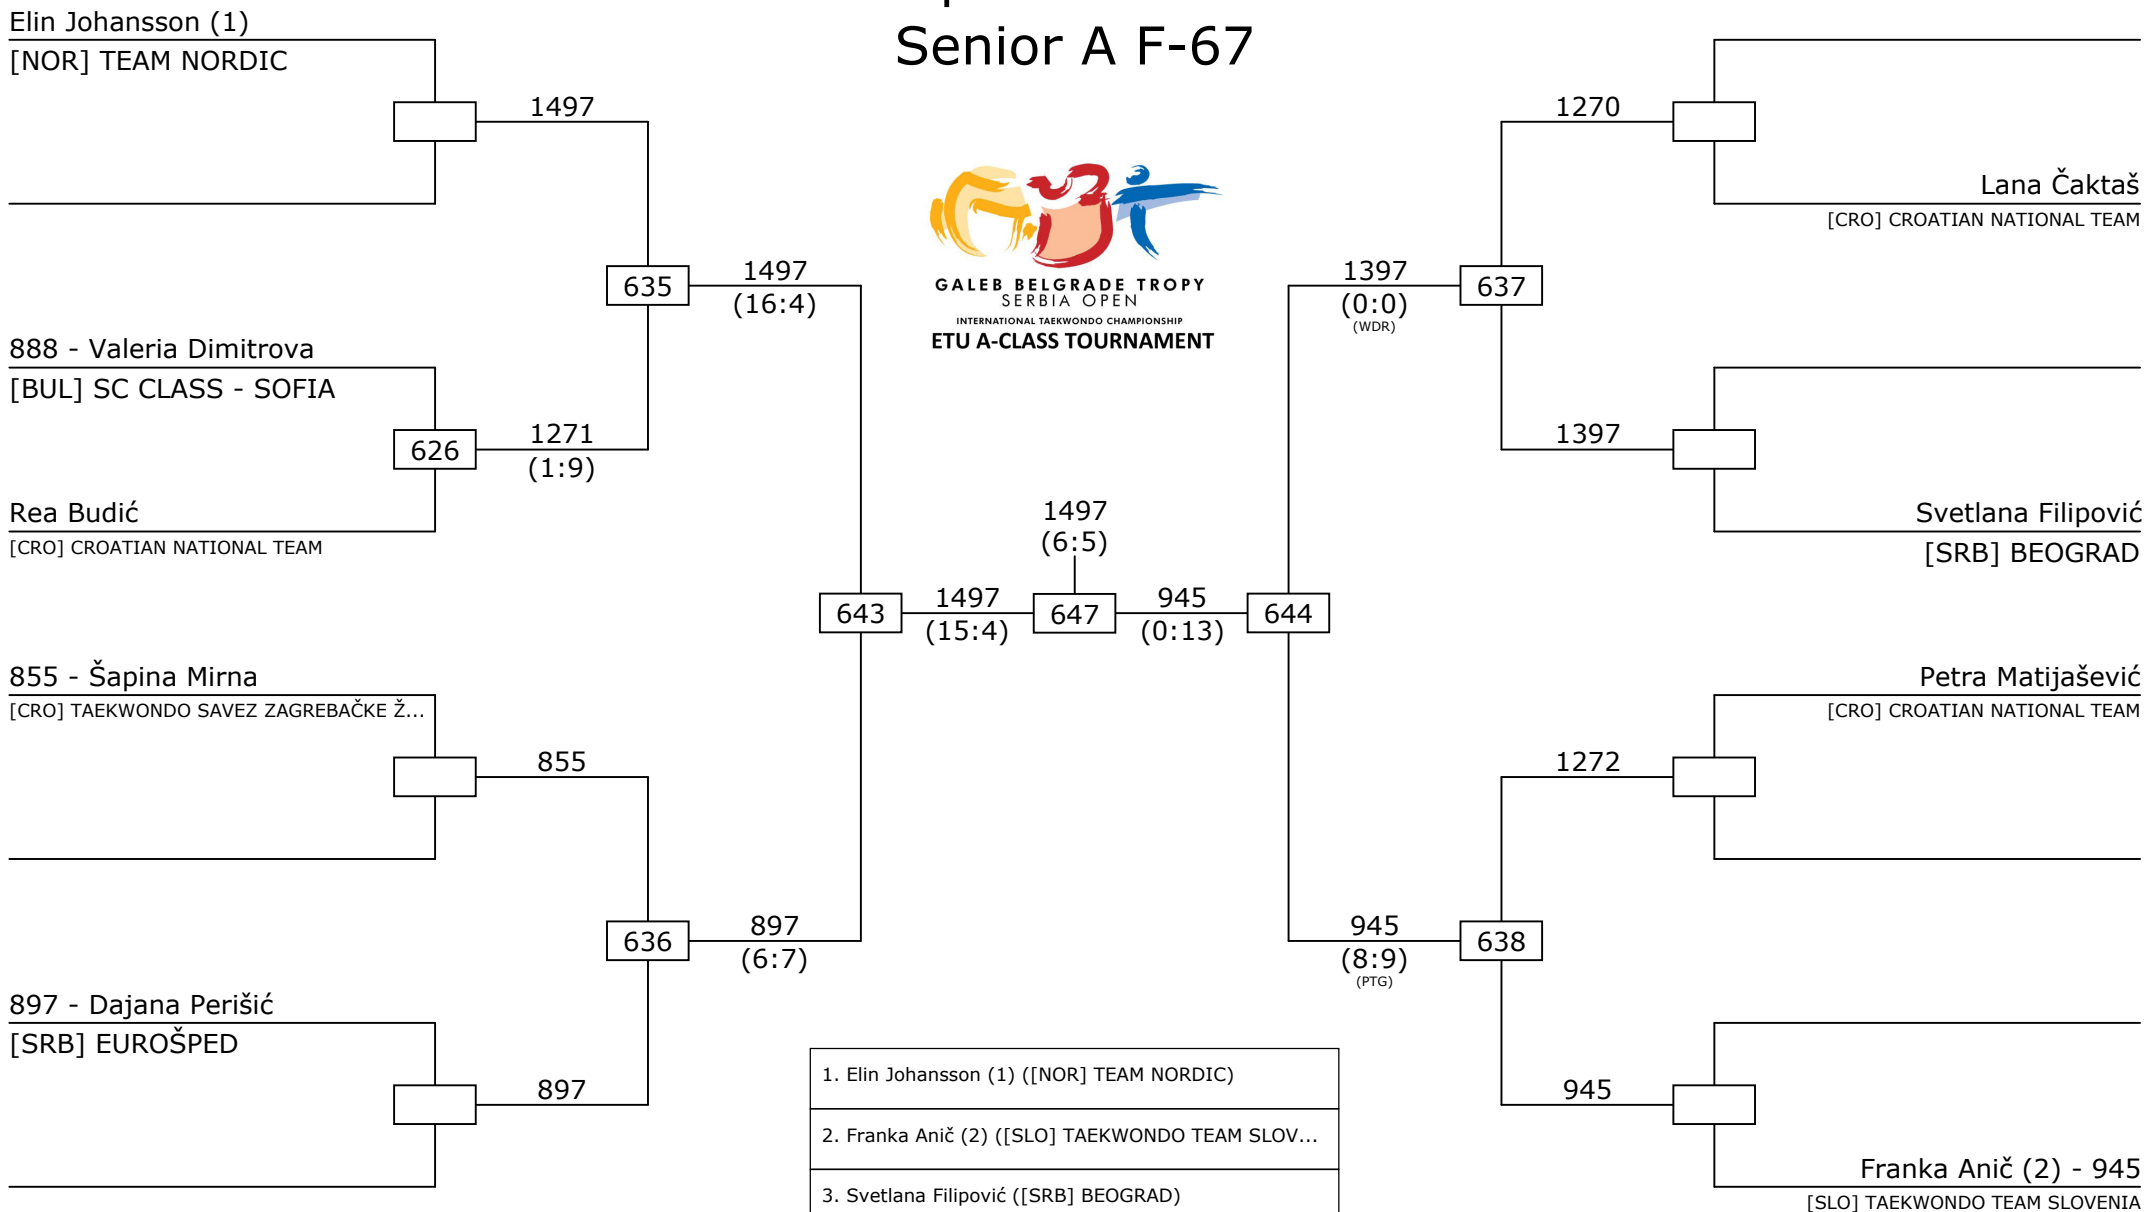 Senior A F-67
Elin Johansson (1)
[NOR] TEAM NORDIC
1497
888 - Valeria Dimitrova
[BUL] SC CLASS - SOFIA
626
1271
(1:9)
Rea Budić
[CRO] CROATIAN NATIONAL TEAM
635
1497
(16:4)
855 - Šapina Mirna
[CRO] TAEKWONDO SAVEZ ZAGREBAČKE Ž...
855
636
897
(6:7)
897 - Dajana Perišić
[SRB] EUROŠPED
897
643
1497
(15:4)
GALEB BELGRADE TROPY
SERBIA OPEN
INTERNATIONAL TAEKWONDO CHAMPIONSHIP
ETU A-CLASS TOURNAMENT
1497
(6:5)
647
945
(0:13)
644
1397
(0:0)
(WDR)
637
1270
Lana Čaktaš
[CRO] CROATIAN NATIONAL TEAM
1397
Svetlana Filipović
[SRB] BEOGRAD
945
(8:9)
(PTG)
638
Petra Matijašević
[CRO] CROATIAN NATIONAL TEAM
1272
945
Franka Anič (2) - 945
[SLO] TAEKWONDO TEAM SLOVENIA
1. Elin Johansson (1) ([NOR] TEAM NORDIC)
2. Franka Anič (2) ([SLO] TAEKWONDO TEAM SLOV...
3. Svetlana Filipović ([SRB] BEOGRAD)